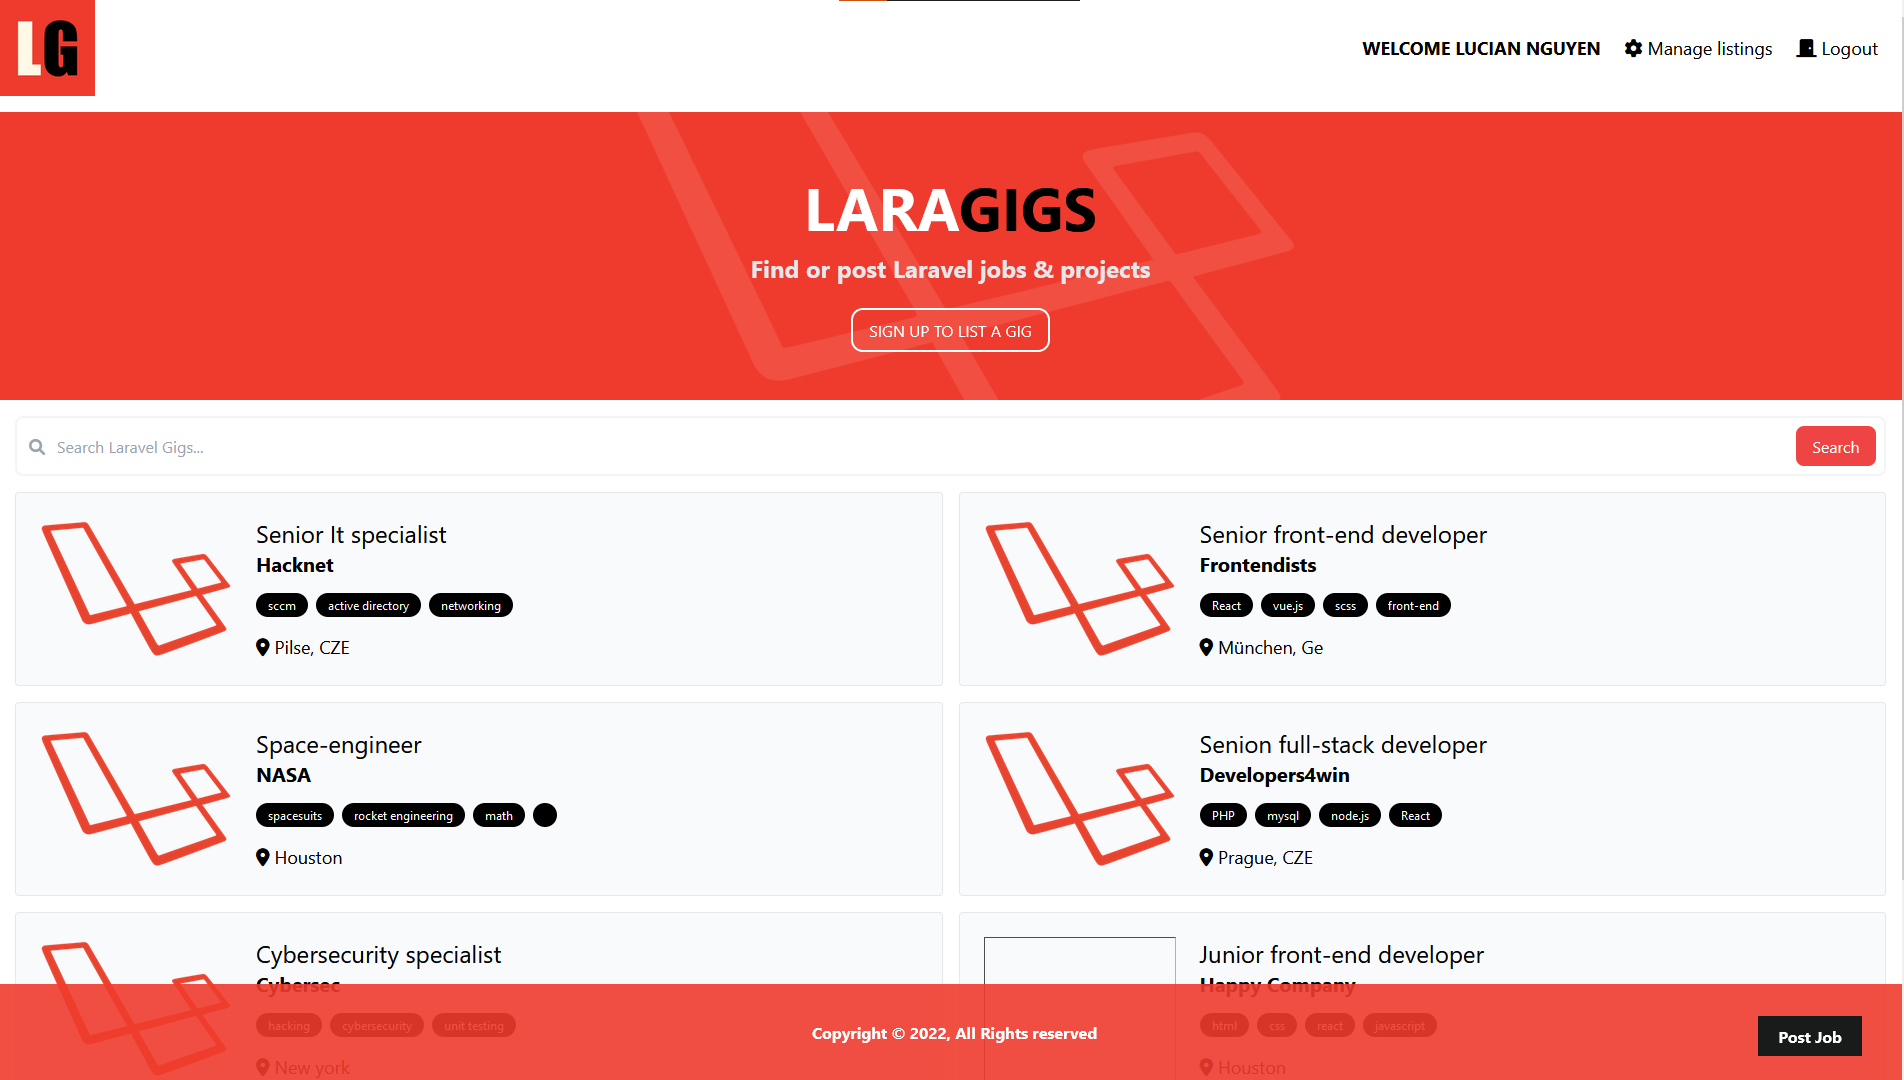 LG
WELCOME LUCIAN NGUYEN Manage listings Logout
LARAGIGS
Find or post Laravel jobs & projects
SIGN UP TO LIST A GIG
Search Laravel Gigs... Search
Senior It specialist
Hacknet
sccm active directory networking
Pilse, CZE
Senior front-end developer
Frontendists
React vue.js scss front-end
München, Ge
Space-engineer
NASA
spacesuits rocket engineering math
Houston
Senion full-stack developer
Developers4win
PHP mysql node.js React
Prague, CZE
Cybersecurity specialist
Cybersec
hacking cybersecurity unit testing
New york
Junior front-end developer
Happy Company
html css react javascript
Houston
Copyright © 2022, All Rights reserved
Post Job